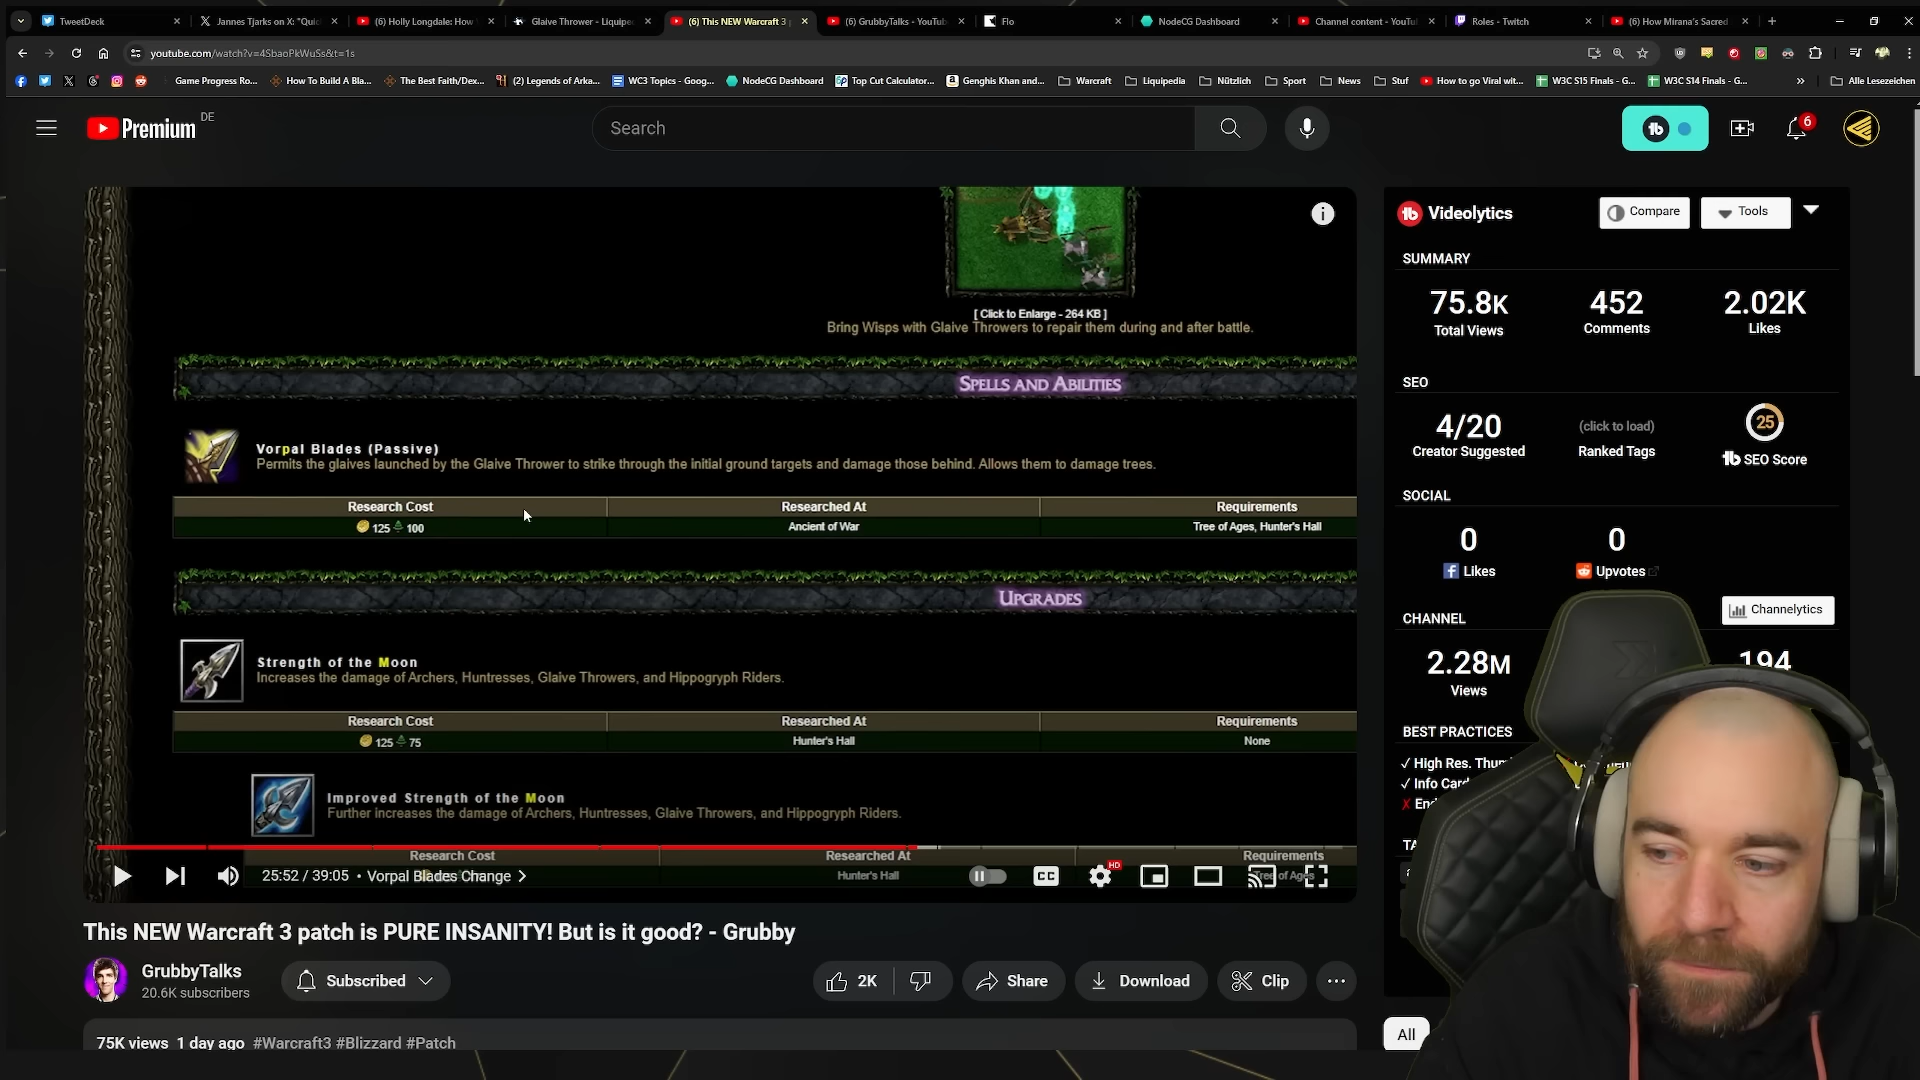 TweetDeck
Jannes Tjarks on X: "Quic
(6) Holly Longdale: How
Glaive Thrower - Liquipe
(6) This NEW Warcraft 3 p
(6) GrubbyTalks - YouTub
Flo
NodeCG Dashboard
Channel content - YouTu
Roles - Twitch
(6) How Mirana's Sacred
youtube.com/watch?v=4SbaoPkWuSs&t=1s
Game Progress Ro...
How To Build A Bla...
The Best Faith/Dex...
(2) Legends of Arka...
WC3 Topics - Goog...
NodeCG Dashboard
Top Cut Calculator...
Genghis Khan and...
Warcraft
Liquipedia
Nützlich
Sport
News
Stuf
How to go Viral wit...
W3C S15 Finals - G...
W3C S14 Finals - G...
Alle Lesezeichen
Premium DE
Search
6
[ Click to Enlarge - 264 KB ]
Bring Wisps with Glaive Throwers to repair them during and after battle.
SPELLS AND ABILITIES
Vorpal Blades (Passive)
Permits the glaives launched by the Glaive Thrower to strike through the initial ground targets and damage those behind. Allows them to damage trees.
Research Cost Researched At Requirements
125 100 Ancient of War Tree of Ages, Hunter's Hall
UPGRADES
Strength of the Moon
Increases the damage of Archers, Huntresses, Glaive Throwers, and Hippogryph Riders.
Research Cost Researched At Requirements
125 75 Hunter's Hall None
Improved Strength of the Moon
Further increases the damage of Archers, Huntresses, Glaive Throwers, and Hippogryph Riders.
Research Cost Researched At Requirements
Hunter's Hall Tree of Ages
25:52 / 39:05 • Vorpal Blades Change
CC
HD
This NEW Warcraft 3 patch is PURE INSANITY! But is it good? - Grubby
GrubbyTalks
20.6K subscribers
Subscribed
2K
Share
Download
Clip
75K views 1 day ago #Warcraft3 #Blizzard #Patch
Videolytics
Compare
Tools
SUMMARY
75.8K 452 2.02K
Total Views Comments Likes
SEO
4/20 (click to load) 25
Creator Suggested Ranked Tags SEO Score
SOCIAL
0 0
Likes Upvotes
CHANNEL
Channelytics
2.28M 194
Views
BEST PRACTICES
✓ High Res. Thum
✓ Info Card
✗ End
TA
All